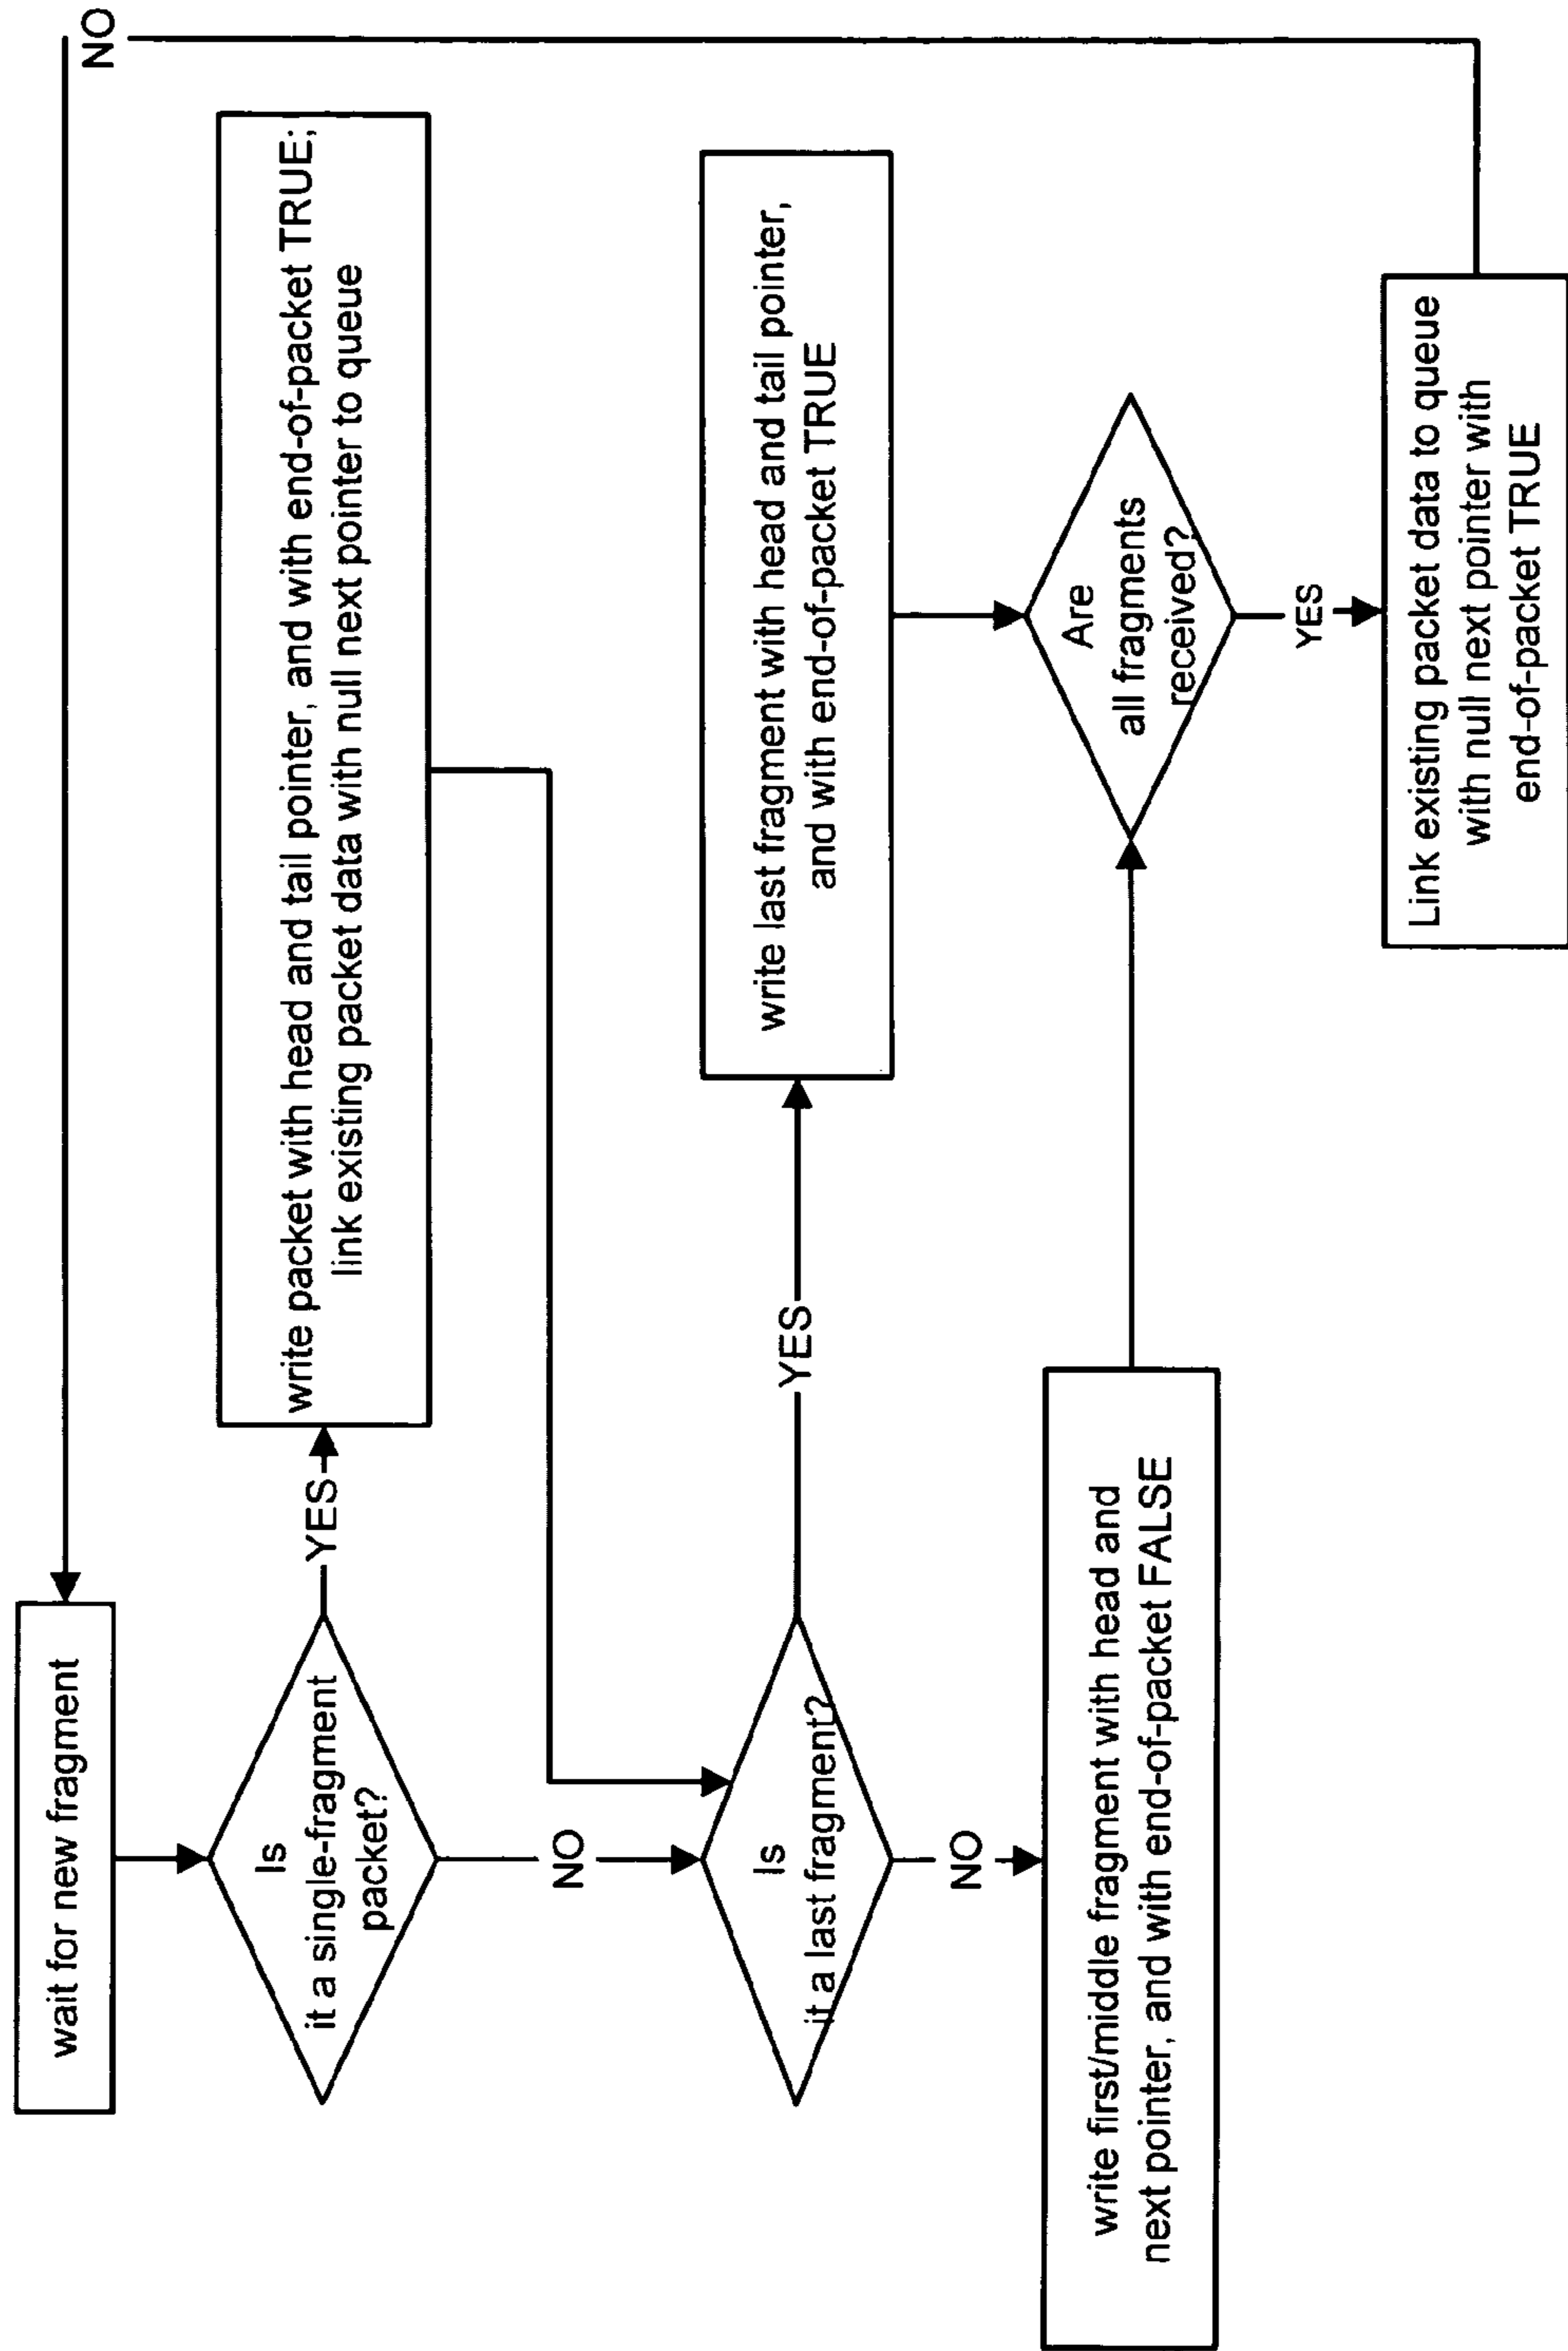 wait for new fragment
NO
Is
it a single-fragment
packet?
YES
write packet with head and tail pointer, and with end-of-packet TRUE;
link existing packet data with null next pointer to queue
NO
Is
it a last fragment?
YES
write last fragment with head and tail pointer,
and with end-of-packet TRUE
NO
write first/middle fragment with head and
next pointer, and with end-of-packet FALSE
Are
all fragments
received?
YES
Link existing packet data to queue
with null next pointer with
end-of-packet TRUE